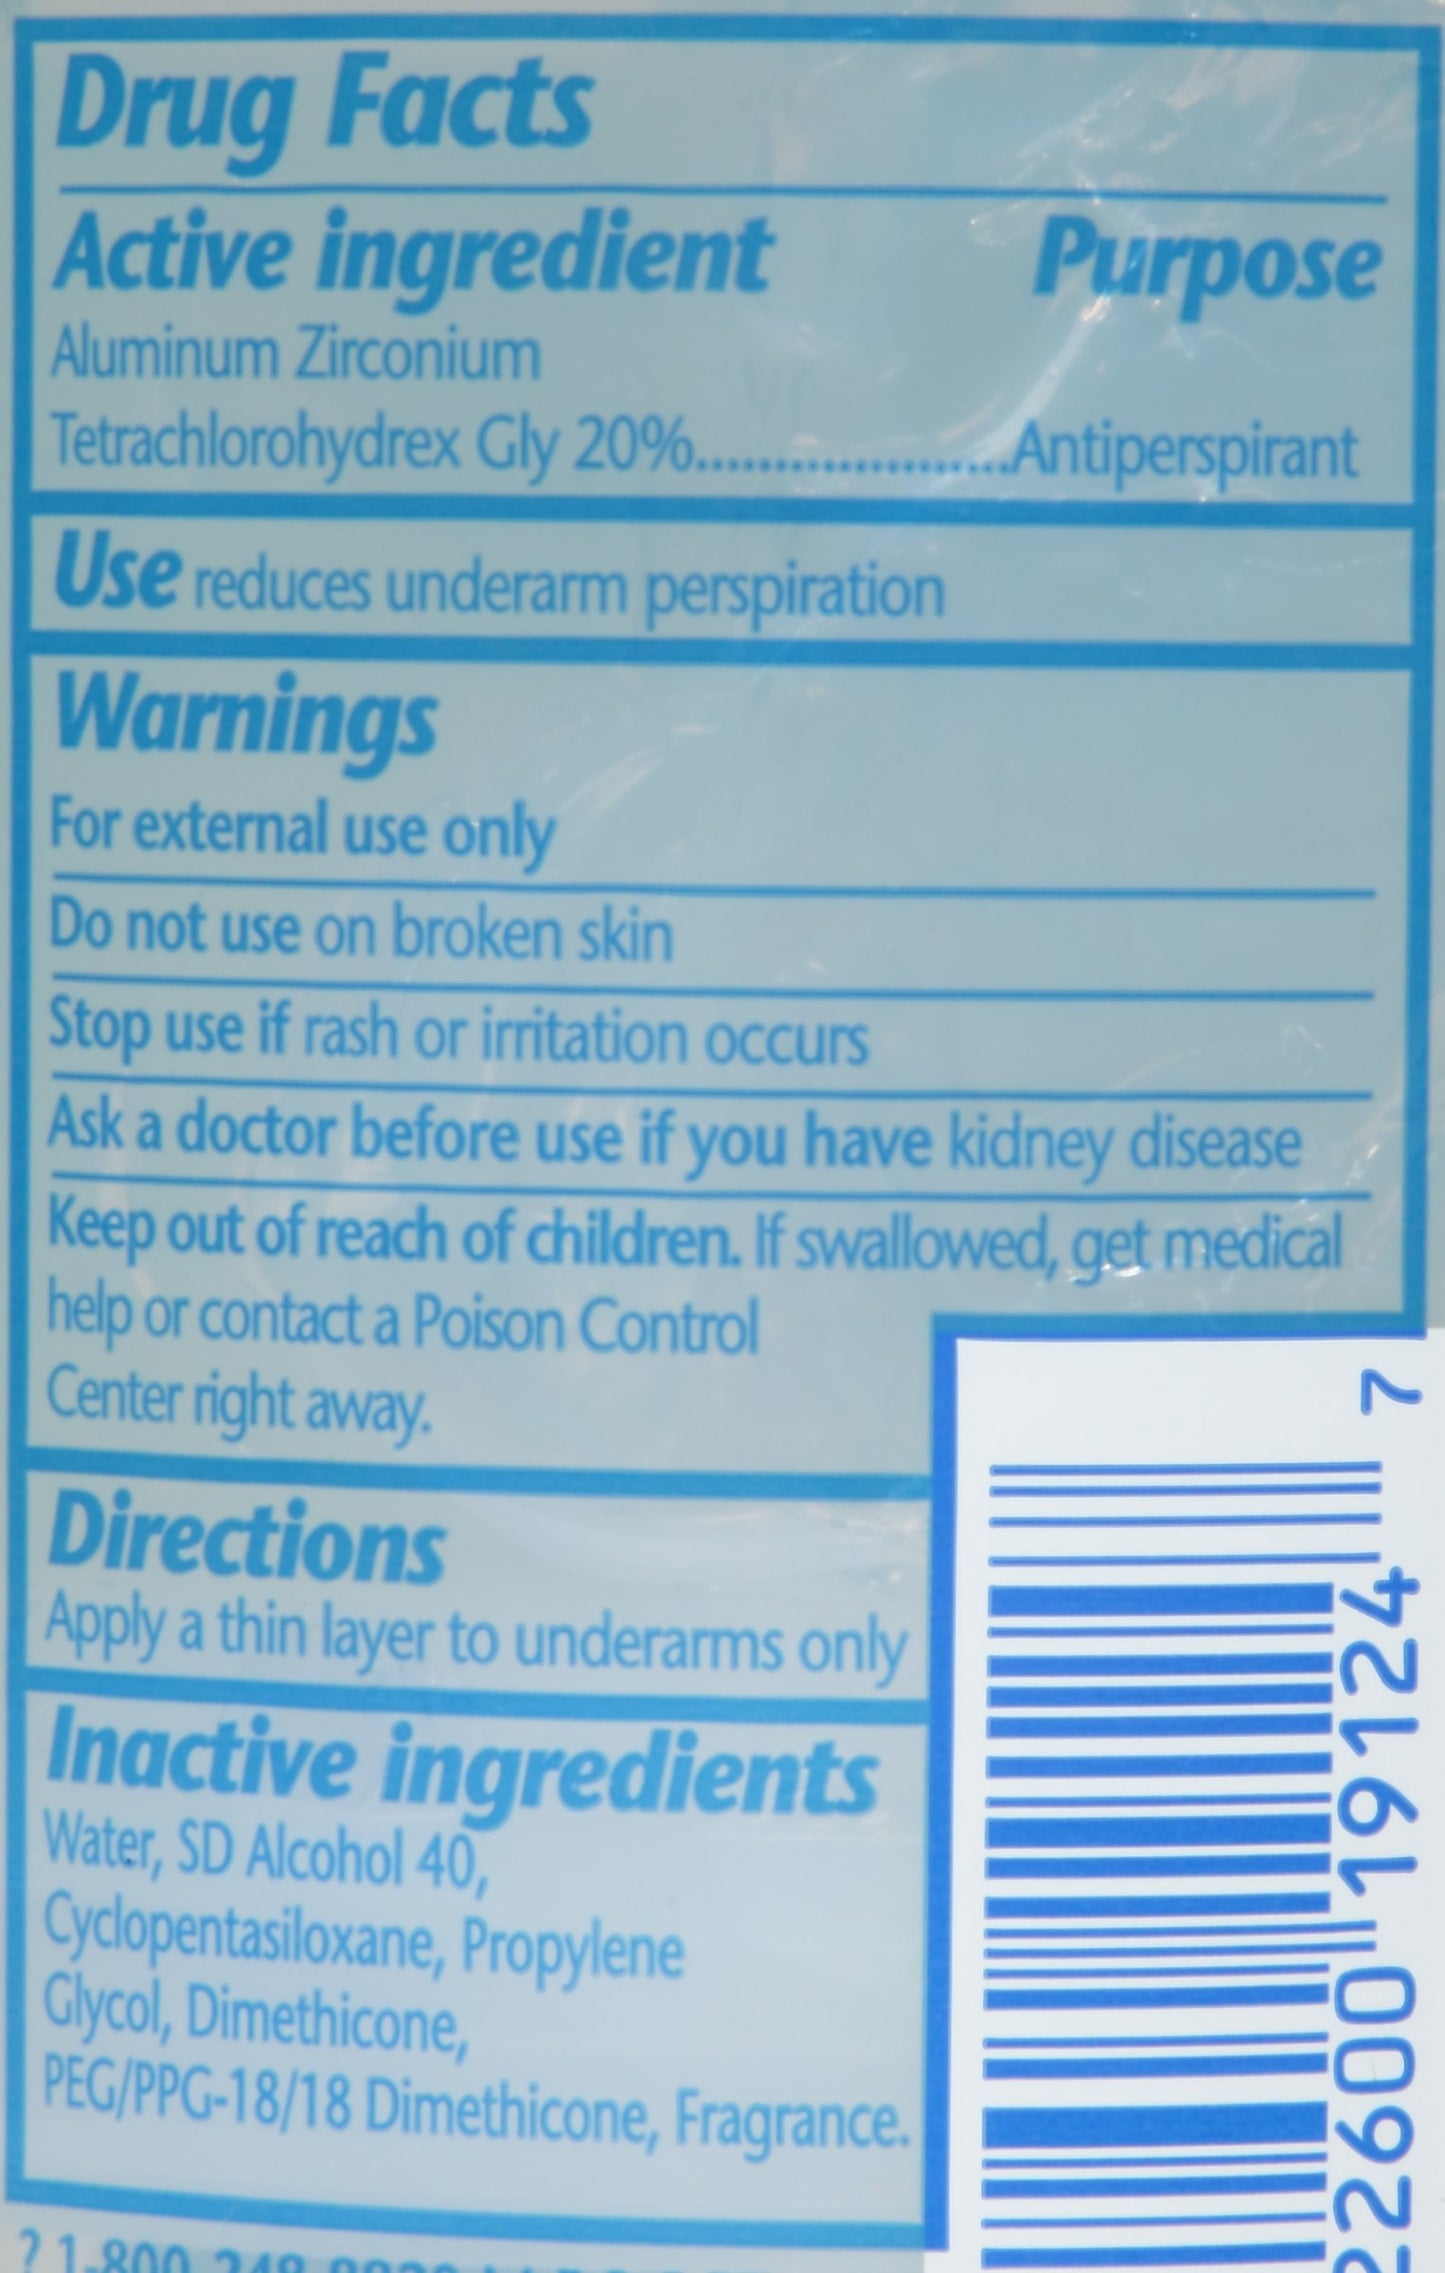 Drug Facts
Active ingredient Purpose
Aluminum Zirconium
Tetrachlorohydrex Gly 20%.....................Antiperspirant
Use reduces underarm perspiration
Warnings
For external use only
Do not use on broken skin
Stop use if rash or irritation occurs
Ask a doctor before use if you have kidney disease
Keep out of reach of children. If swallowed, get medical
help or contact a Poison Control
Center right away.
Directions
Apply a thin layer to underarms only
Inactive ingredients
Water, SD Alcohol 40,
Cyclopentasiloxane, Propylene
Glycol, Dimethicone,
PEG/PPG-18/18 Dimethicone, Fragrance.
? 1-800
22600 19124 7